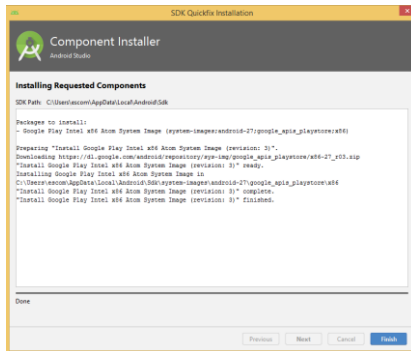 SDK Quickfix Installation
Component Installer
Android Studio
Installing Requested Components
SDK Path: C:\Users\escom\AppData\Local\Android\Sdk
Packages to install:
- Google Play Intel x86 Atom System Image (system-images;android-27;google_apis_playstore;x86)
Preparing "Install Google Play Intel x86 Atom System Image (revision: 3)".
Downloading https://dl.google.com/android/repository/sys-img/google_apis_playstore/x86-27_r03.zip
"Install Google Play Intel x86 Atom System Image (revision: 3)" ready.
Installing Google Play Intel x86 Atom System Image in
C:\Users\escom\AppData\Local\Android\Sdk\system-images\android-27\google_apis_playstore\x86
"Install Google Play Intel x86 Atom System Image (revision: 3)" complete.
"Install Google Play Intel x86 Atom System Image (revision: 3)" finished.
Done
Previous Next Cancel Finish